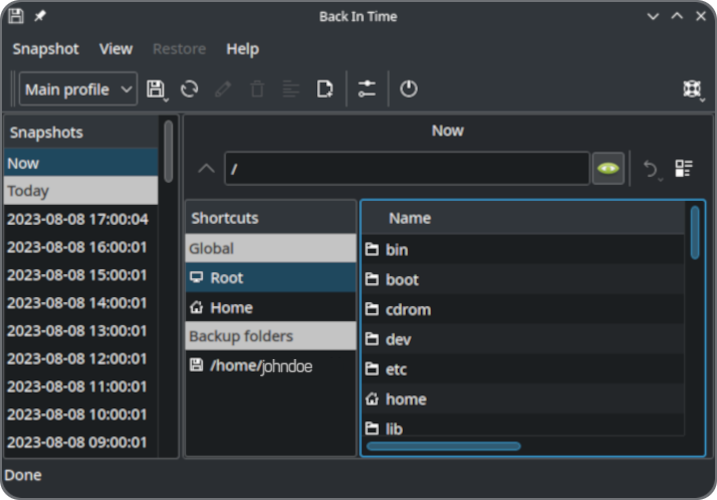 Back In Time
Snapshot View Restore Help
Main profile
Snapshots
Now
Today
2023-08-08 17:00:04
2023-08-08 16:00:01
2023-08-08 15:00:01
2023-08-08 14:00:01
2023-08-08 13:00:01
2023-08-08 12:00:01
2023-08-08 11:00:01
2023-08-08 10:00:01
2023-08-08 09:00:01
Now
/
Shortcuts
Global
Root
Home
Backup folders
/home/johndoe
Name
bin
boot
cdrom
dev
etc
home
lib
Done